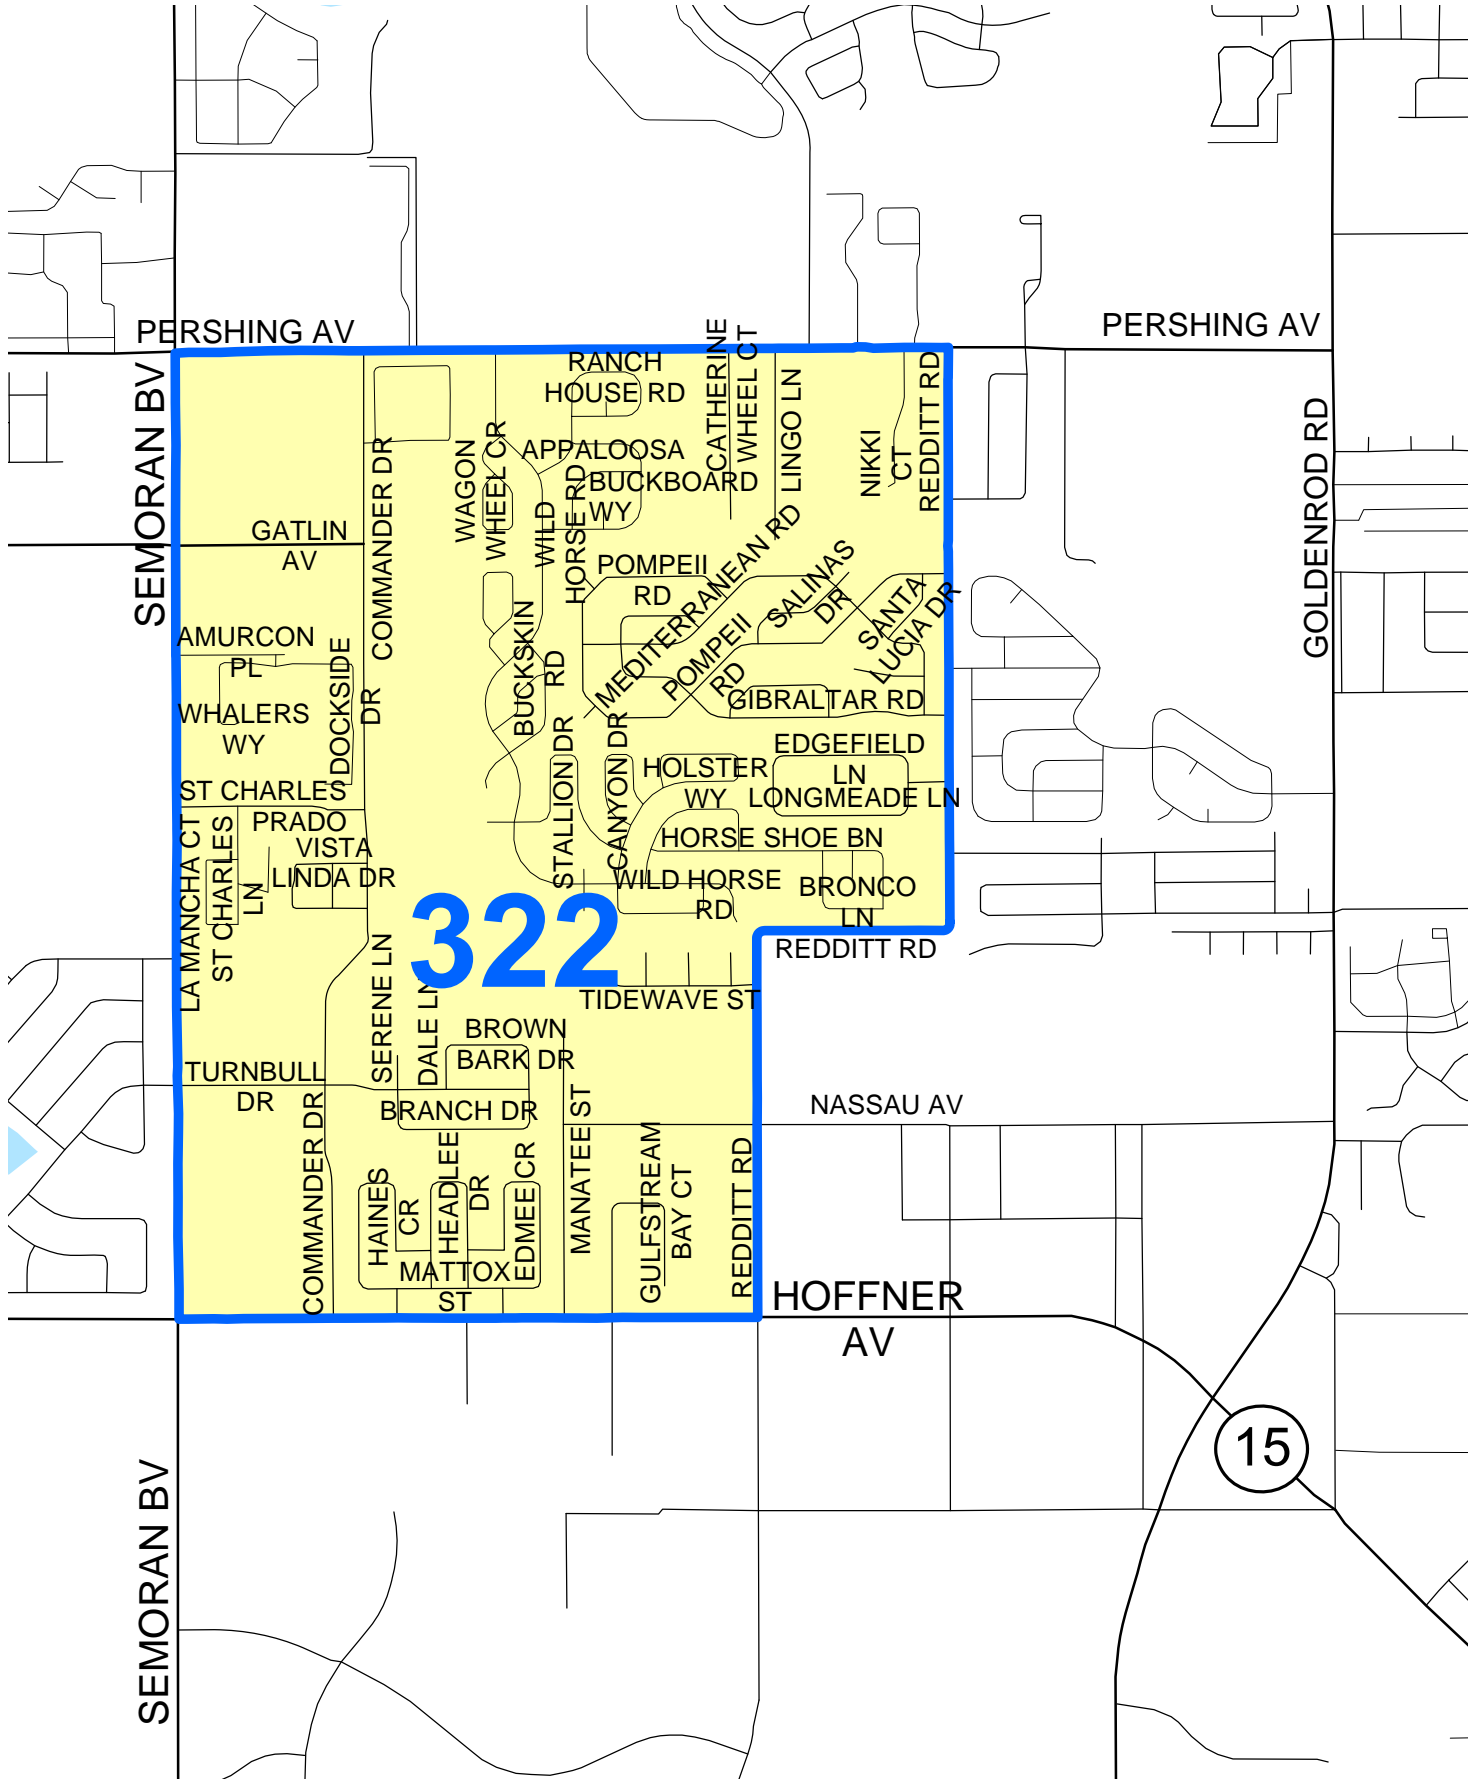 PERSHING AV
PERSHING AV
SEMORAN BV
GOLDENROD RD
RANCH
HOUSE RD
CATHERINE
WHEEL CT
LINGO LN
NIKKI
CT
REDDITT RD
COMMANDER DR
WAGON
WHEEL CR
APPALOOSA
BUCKBOARD
WY
WILD
HORSE RD
GATLIN
AV
POMPEII
RD
MEDITERRANEAN RD
SALINAS
DR
SANTA
LUCIA DR
POMPEII
RD
GIBRALTAR RD
AMURCON
PL
DOCKSIDE
DR
WHALERS
WY
BUCKSKIN
RD
STALLION DR
CANYON DR
HOLSTER
WY
EDGEFIELD
LN
LONGMEADE LN
ST CHARLES
PRADO
VISTA
LINDA DR
LA MANCHA CT
ST CHARLES
LN
HORSE SHOE BN
WILD HORSE
RD
BRONCO
LN
322
REDDITT RD
SERENE LN
DALE LN
TIDEWAVE ST
BROWN
BARK DR
TURNBULL
DR
BRANCH DR
NASSAU AV
COMMANDER DR
HAINES
CR
HEADLEE
DR
EDMEE CR
MANATEE ST
GULFSTREAM
BAY CT
REDDITT RD
MATTOX
ST
HOFFNER
AV
15
SEMORAN BV